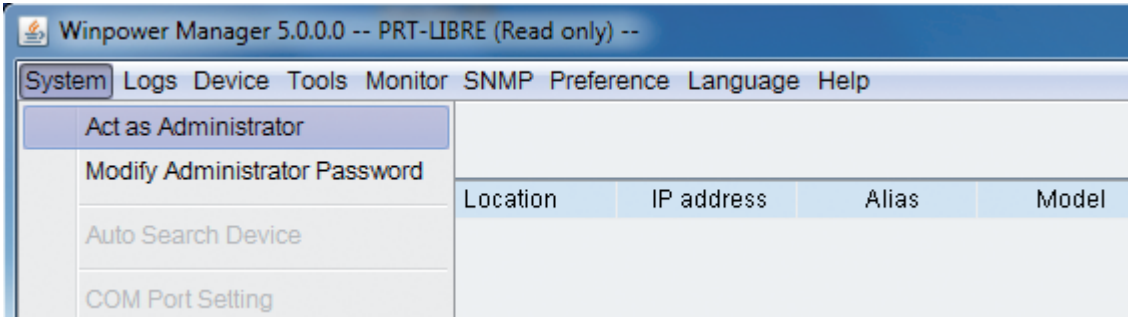 Winpower Manager 5.0.0.0 -- PRT-LIBRE (Read only) --
System Logs Device Tools Monitor SNMP Preference Language Help
Act as Administrator
Modify Administrator Password
Location IP address Alias Model
Auto Search Device
COM Port Setting